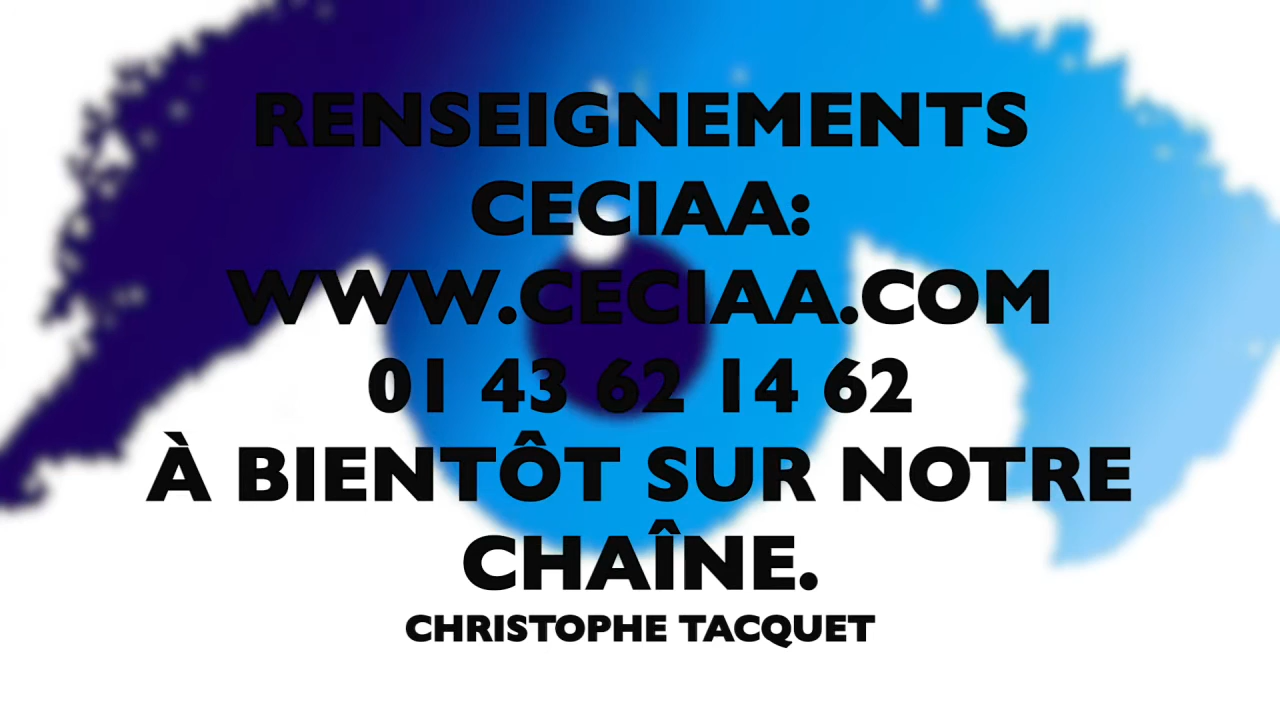 RENSEIGNEMENTS
CECIAA:
WWW.CECIAA.COM
01 43 62 14 62
À BIENTÔT SUR NOTRE
CHAÎNE.
CHRISTOPHE TACQUET